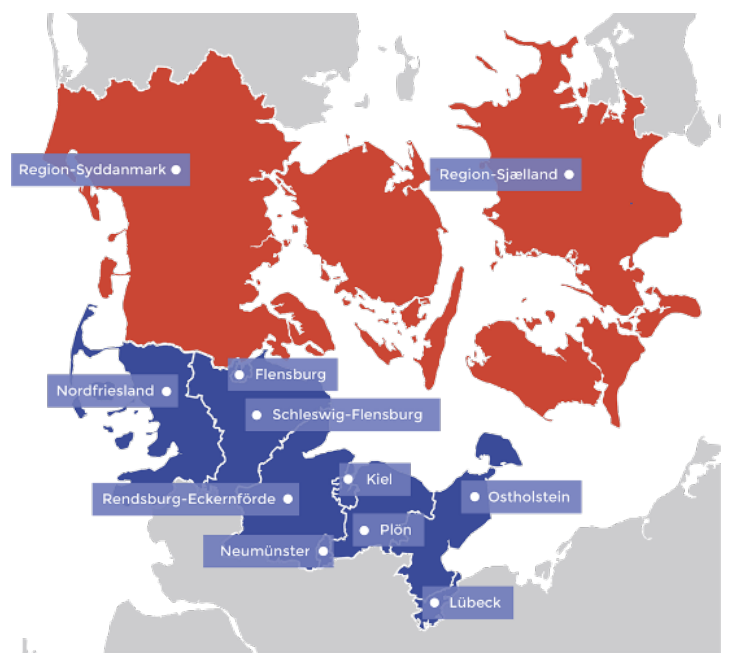 Region-Syddanmark
Region-Sjælland
Flensburg
Nordfriesland
Schleswig-Flensburg
Kiel
Rendsburg-Eckernförde
Ostholstein
Plön
Neumünster
Lübeck